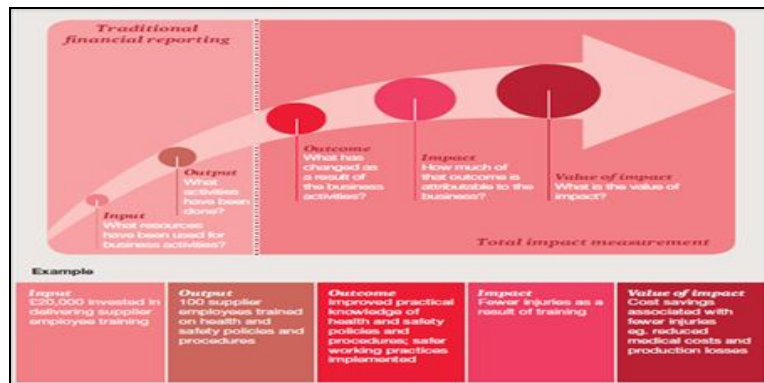 Traditional
financial reporting
Input
What resources
have been used for
business activities?
Output
What
activities
have been
done?
Outcome
What has
changed as
a result of
the business
activities?
Impact
How much of
that outcome is
attributable to the
business?
Value of impact
What is the value of
impact?
Total impact measurement
Example
Input
£20,000 invested in
delivering supplier
employee training
Output
100 supplier
employees trained
on health and
safety policies and
procedures
Outcome
Improved practical
knowledge of
health and safety
policies and
procedures; safer
working practices
implemented
Impact
Fewer injuries as a
result of training
Value of impact
Cost savings
associated with
fewer injuries
eg. reduced
medical costs and
production losses